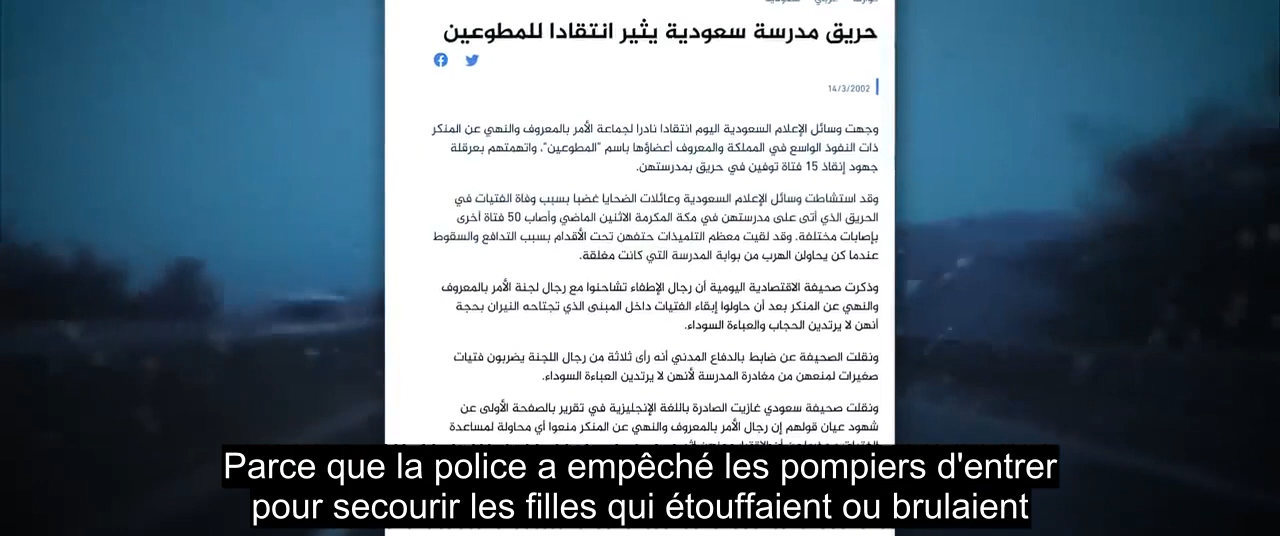 حريق مدرسة سعودية يثير انتقادا للمطوعين
14/3/2002
وجهت وسائل الإعلام السعودية اليوم انتقادا نادرا لجماعة الأمر بالمعروف والنهي عن المنكر
ذات النفوذ الواسع في المملكة والمعروف أعضاؤها باسم "المطوعين"، واتهمتهم بعرقلة
جهود إنقاذ 15 فتاة توفين في حريق بمدرستهن.
وقد استشاطت وسائل الإعلام السعودية وعائلات الضحايا غضبا بسبب وفاة الفتيات في
الحريق الذي أتى على مدرستهن في مكة المكرمة الاثنين الماضي وأصاب 50 فتاة أخرى
بإصابات مختلفة. وقد لقيت معظم التلميذات حتفهن تحت الأقدام بسبب التدافع والسقوط
عندما كن يحاولن الهرب من بوابة المدرسة التي كانت مغلقة.
وذكرت صحيفة الاقتصادية اليومية أن رجال الإطفاء تشاحنوا مع رجال لجنة الأمر بالمعروف
والنهي عن المنكر بعد أن حاولوا إبقاء الفتيات داخل المبنى الذي تجتاحه النيران بحجة
أنهن لا يرتدين الحجاب والعباءة السوداء.
ونقلت الصحيفة عن ضابط بالدفاع المدني أنه رأى ثلاثة من رجال اللجنة يضربون فتيات
صغيرات لمنعهن من مغادرة المدرسة لأنهن لا يرتدين العباءة السوداء.
ونقلت صحيفة سعودي غازيت الصادرة باللغة الإنجليزية في تقرير بالصفحة الأولى عن
شهود عيان قولهم إن رجال الأمر بالمعروف والنهي عن المنكر منعوا أي محاولة لمساعدة
Parce que la police a empêché les pompiers d'entrer
pour secourir les filles qui étouffaient ou brulaient